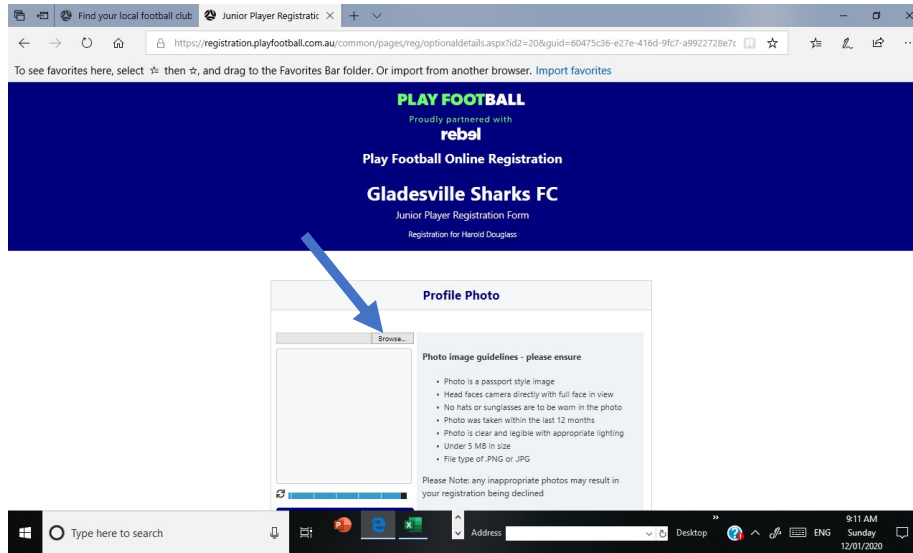 Find your local football club
Junior Player Registratic
https://registration.playfootball.com.au/common/pages/reg/optionaldetails.aspx?id2=20&guid=60475c36-e27e-416d-9fc7-a9922728e7c
To see favorites here, select then, and drag to the Favorites Bar folder. Or import from another browser. Import favorites
PLAY FOOTBALL
Proudly partnered with
rebel
Play Football Online Registration
Gladesville Sharks FC
Junior Player Registration Form
Registration for Harold Douglass
Profile Photo
Browse...
Photo image guidelines - please ensure
• Photo is a passport style image
• Head faces camera directly with full face in view
• No hats or sunglasses are to be worn in the photo
• Photo was taken within the last 12 months
• Photo is clear and legible with appropriate lighting
• Under 5 MB in size
• File type of .PNG or .JPG
Please Note: any inappropriate photos may result in
your registration being declined
Type here to search
Address
Desktop
ENG
9:11 AM
Sunday
12/01/2020